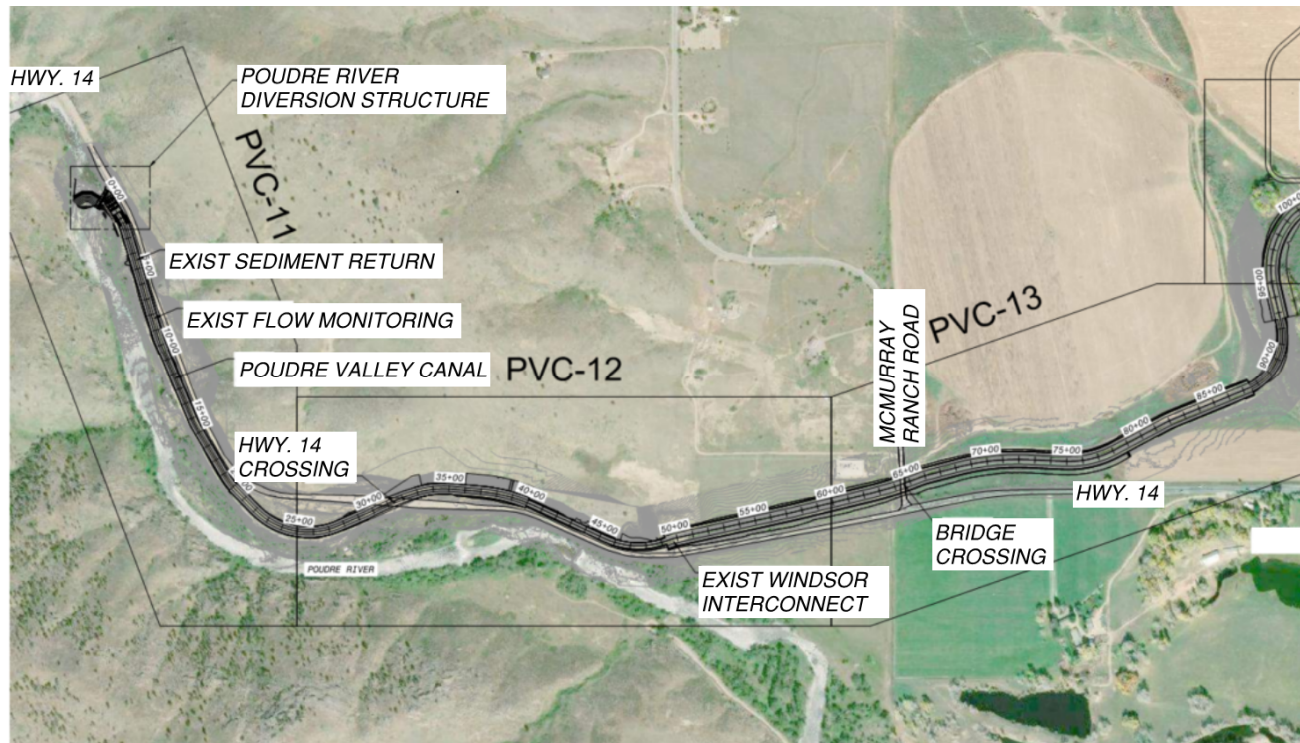 HWY. 14
POUDRE RIVER
DIVERSION STRUCTURE
PVC-11
0+00
EXIST SEDIMENT RETURN
EXIST FLOW MONITORING
10+00
POUDRE VALLEY CANAL
PVC-12
PVC-13
MCMURRAY
RANCH ROAD
100+0
95+00
90+00
85+00
80+00
75+00
70+00
65+00
60+00
55+00
50+00
45+00
40+00
35+00
30+00
25+00
15+00
HWY. 14
CROSSING
HWY. 14
POUDRE RIVER
BRIDGE
CROSSING
EXIST WINDSOR
INTERCONNECT